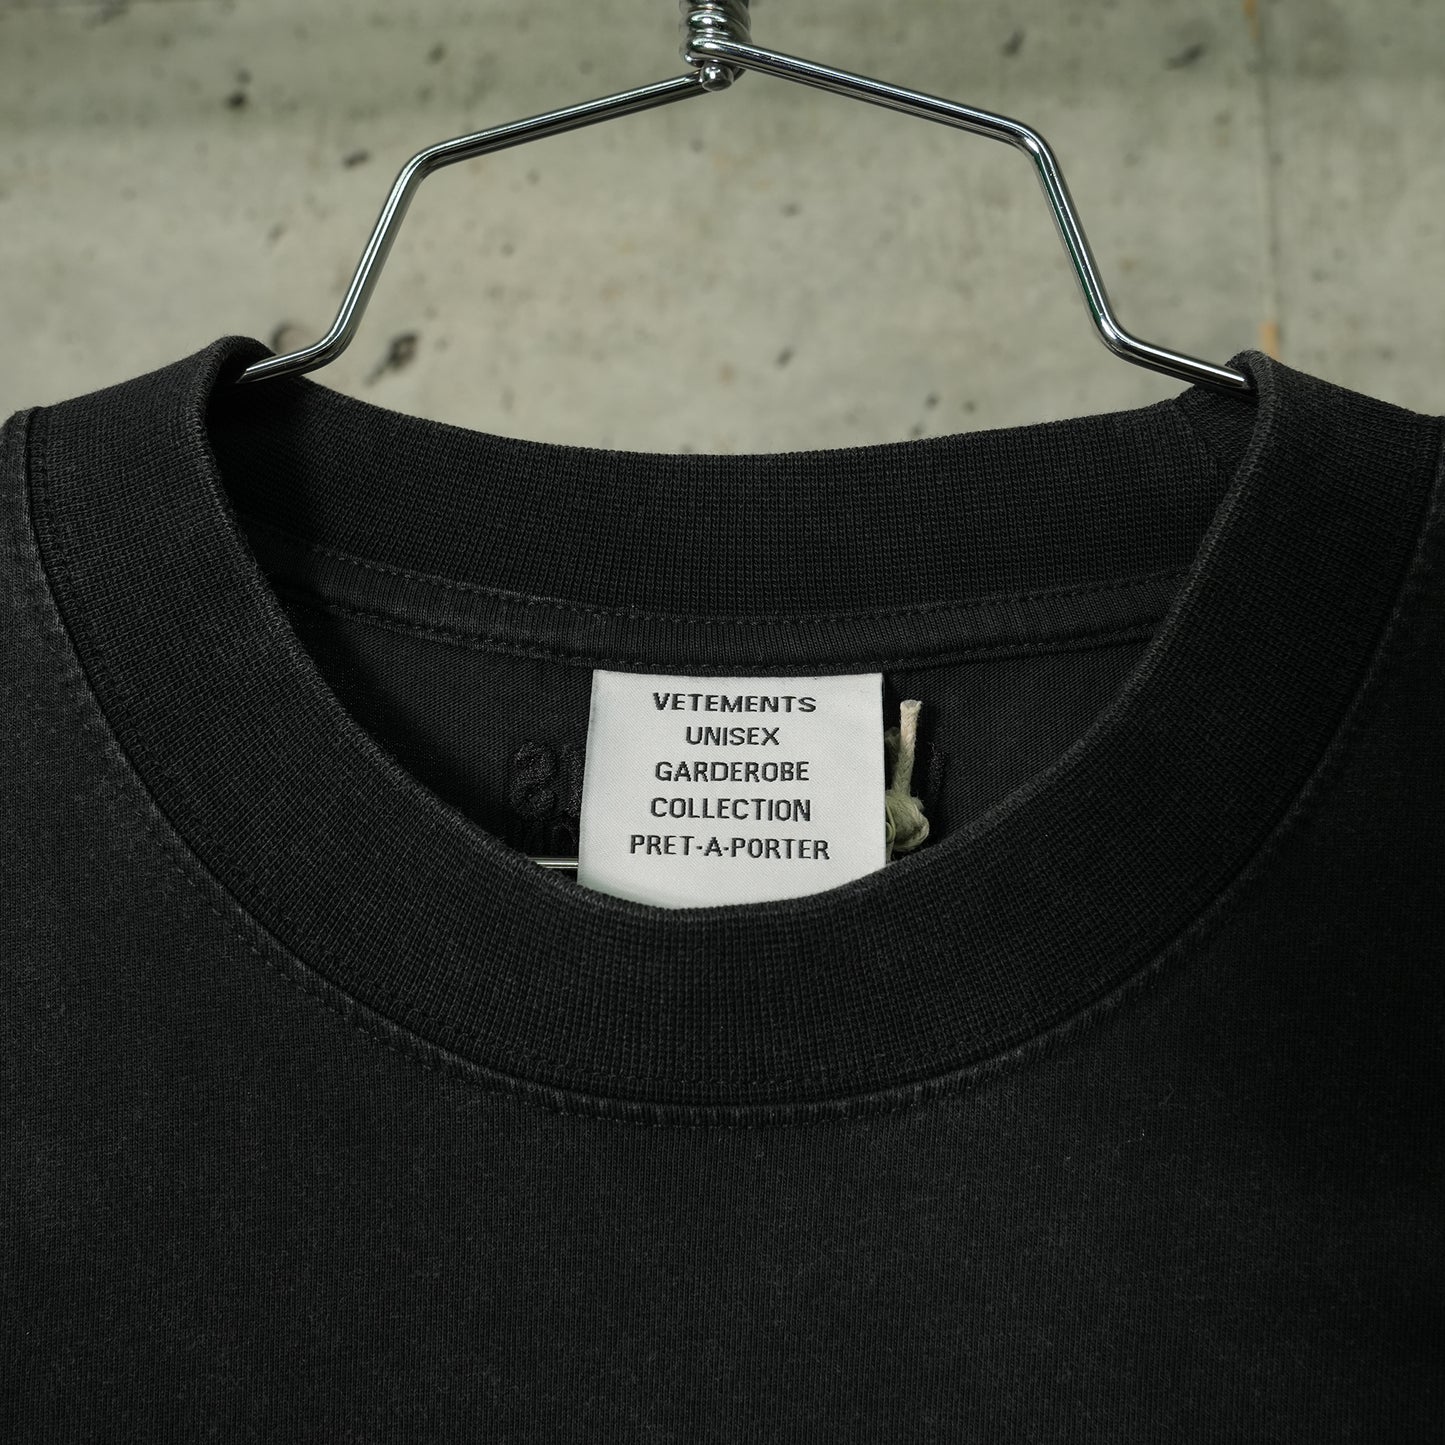 VETEMENTS
UNISEX
GARDEROBE
COLLECTION
PRET-A-PORTER